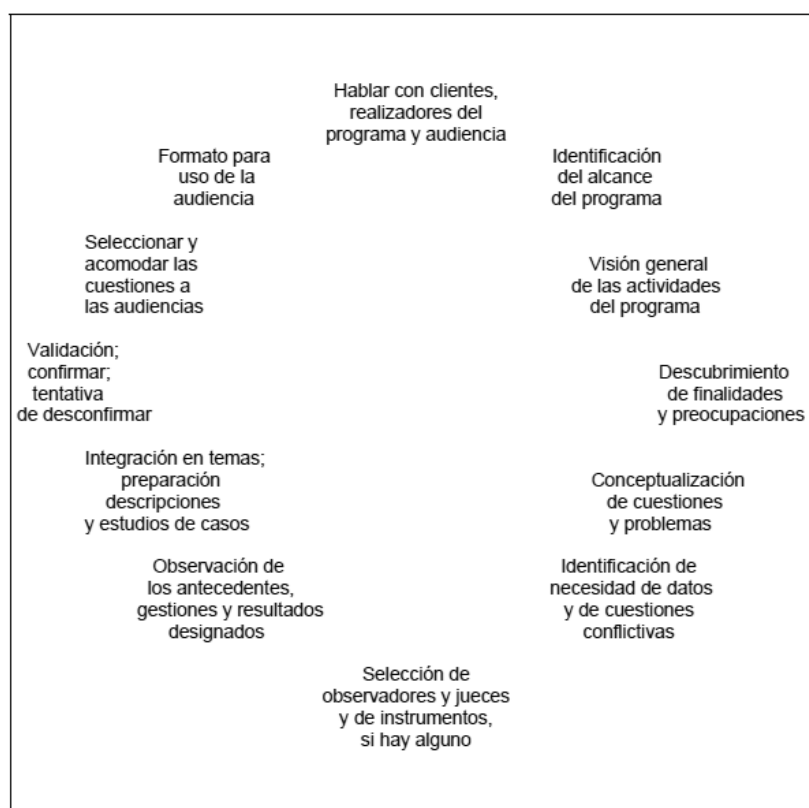 Hablar con clientes,
realizadores del
programa y audiencia
Identificación
del alcance
del programa
Visión general
de las actividades
del programa
Descubrimiento
de finalidades
y preocupaciones
Conceptualización
de cuestiones
y problemas
Identificación de
necesidad de datos
y de cuestiones
conflictivas
Selección de
observadores y jueces
y de instrumentos,
si hay alguno
Observación de
los antecedentes,
gestiones y resultados
designados
Integración en temas;
preparación
descripciones
y estudios de casos
Validación;
confirmar;
tentativa
de desconfirmar
Seleccionar y
acomodar las
cuestiones a
las audiencias
Formato para
uso de la
audiencia